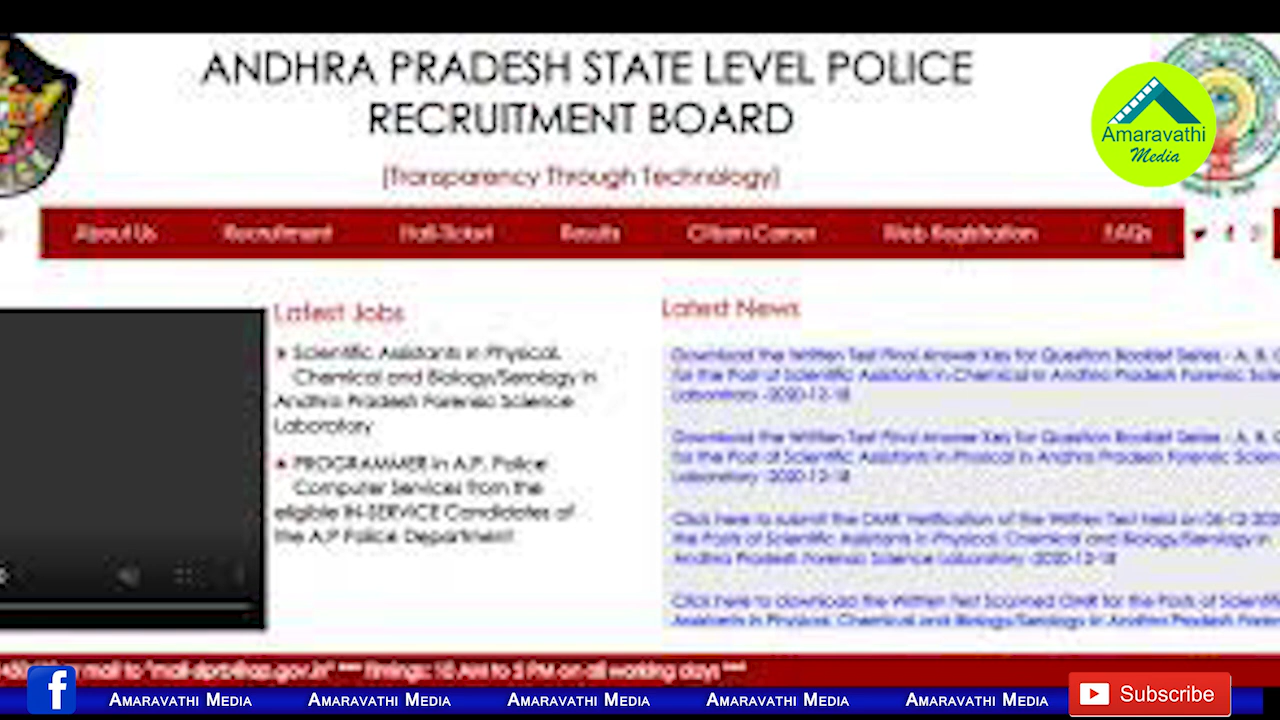 ANDHRA PRADESH STATE LEVEL POLICE
RECRUITMENT BOARD
(Transparency Through Technology)
Amaravathi
Media
About Us Recruitment Hall-Ticket Results Citizen Corner Web Registration FAQs
Latest Jobs
Scientific Assistants in Physical,
Chemical and Biology/Serology in
Andhra Pradesh Forensic Science
Laboratory
PROGRAMMER in A.P. Police
Computer Services from the
eligible IN-SERVICE Candidates of
the A.P Police Department
Latest News
Download the Written Test Final Answer Key for Question Booklet Series - A, B,
for the Post of Scientific Assistants in Chemical in Andhra Pradesh Forensic
Laboratory -2020-12-18
Download the Written Test Final Answer Key for Question Booklet Series - A, B,
for the Post of Scientific Assistants in Physical in Andhra Pradesh Forensic
Laboratory -2020-12-18
Click here to submit the OMR Verification of the Written Test held on
the Posts of Scientific Assistants in Physical, Chemical and Biology/Serology in
Andhra Pradesh Forensic Science Laboratory -2020-12-18
Click here to download the Written Test Scanned OMR for the Posts of
Assistants in Physical, Chemical and Biology/Serology in Andhra Pradesh
mail to "mail-slprb@ap.gov.in" *** Timings: 10 AM to 5 PM on all working days ***
f
Amaravathi Media Amaravathi Media Amaravathi Media Amaravathi Media Amaravathi Media
Subscribe